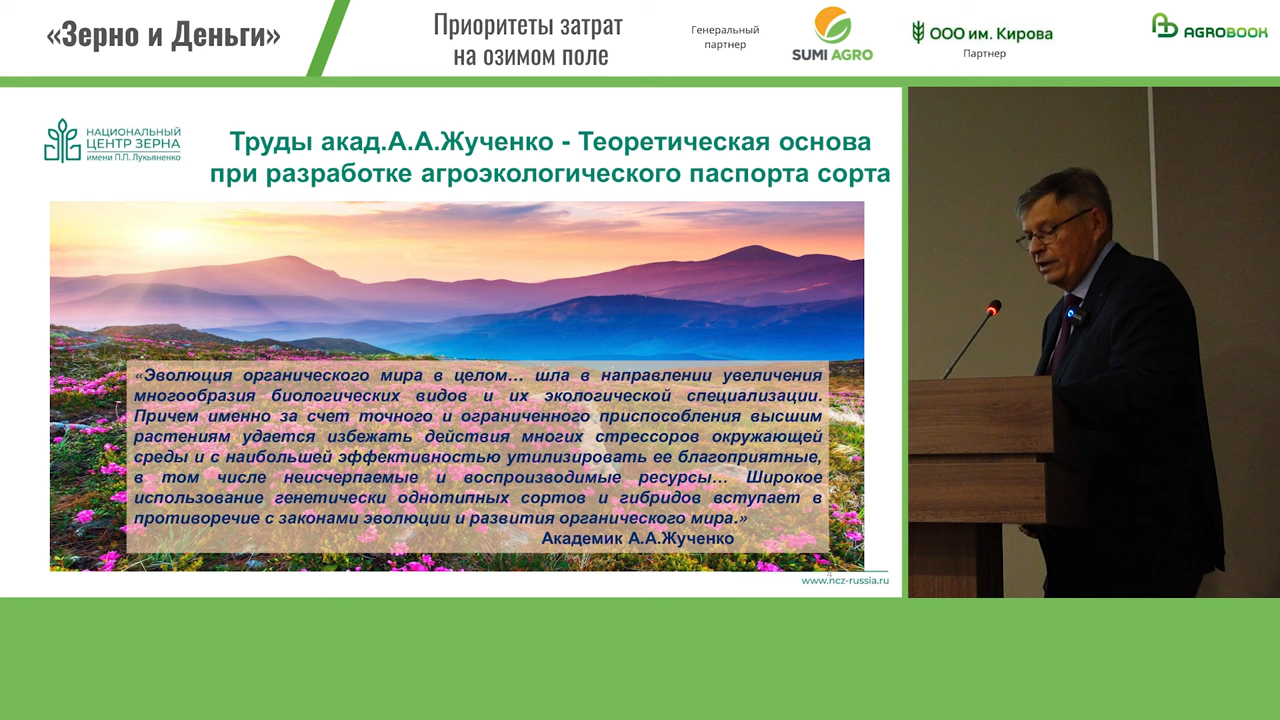 «Зерно и Деньги»
Приоритеты затрат
на озимом поле
Генеральный
партнер
SUMI AGRO
ООО им. Кирова
Партнер
AGROBOOK
НАЦИОНАЛЬНЫЙ
ЦЕНТР ЗЕРНА
имени П.П. Лукьяненко
Труды акад.А.А.Жученко - Теоретическая основа
при разработке агроэкологического паспорта сорта
«Эволюция органического мира в целом… шла в направлении увеличения
многообразия биологических видов и их экологической специализации.
Причем именно за счет точного и ограниченного приспособления высшим
растениям удается избежать действия многих стрессоров окружающей
среды и с наибольшей эффективностью утилизировать ее благоприятные,
в том числе неисчерпаемые и воспроизводимые ресурсы… Широкое
использование генетически однотипных сортов и гибридов вступает в
противоречие с законами эволюции и развития органического мира.»
Академик А.А.Жученко
4
www.ncz-russia.ru